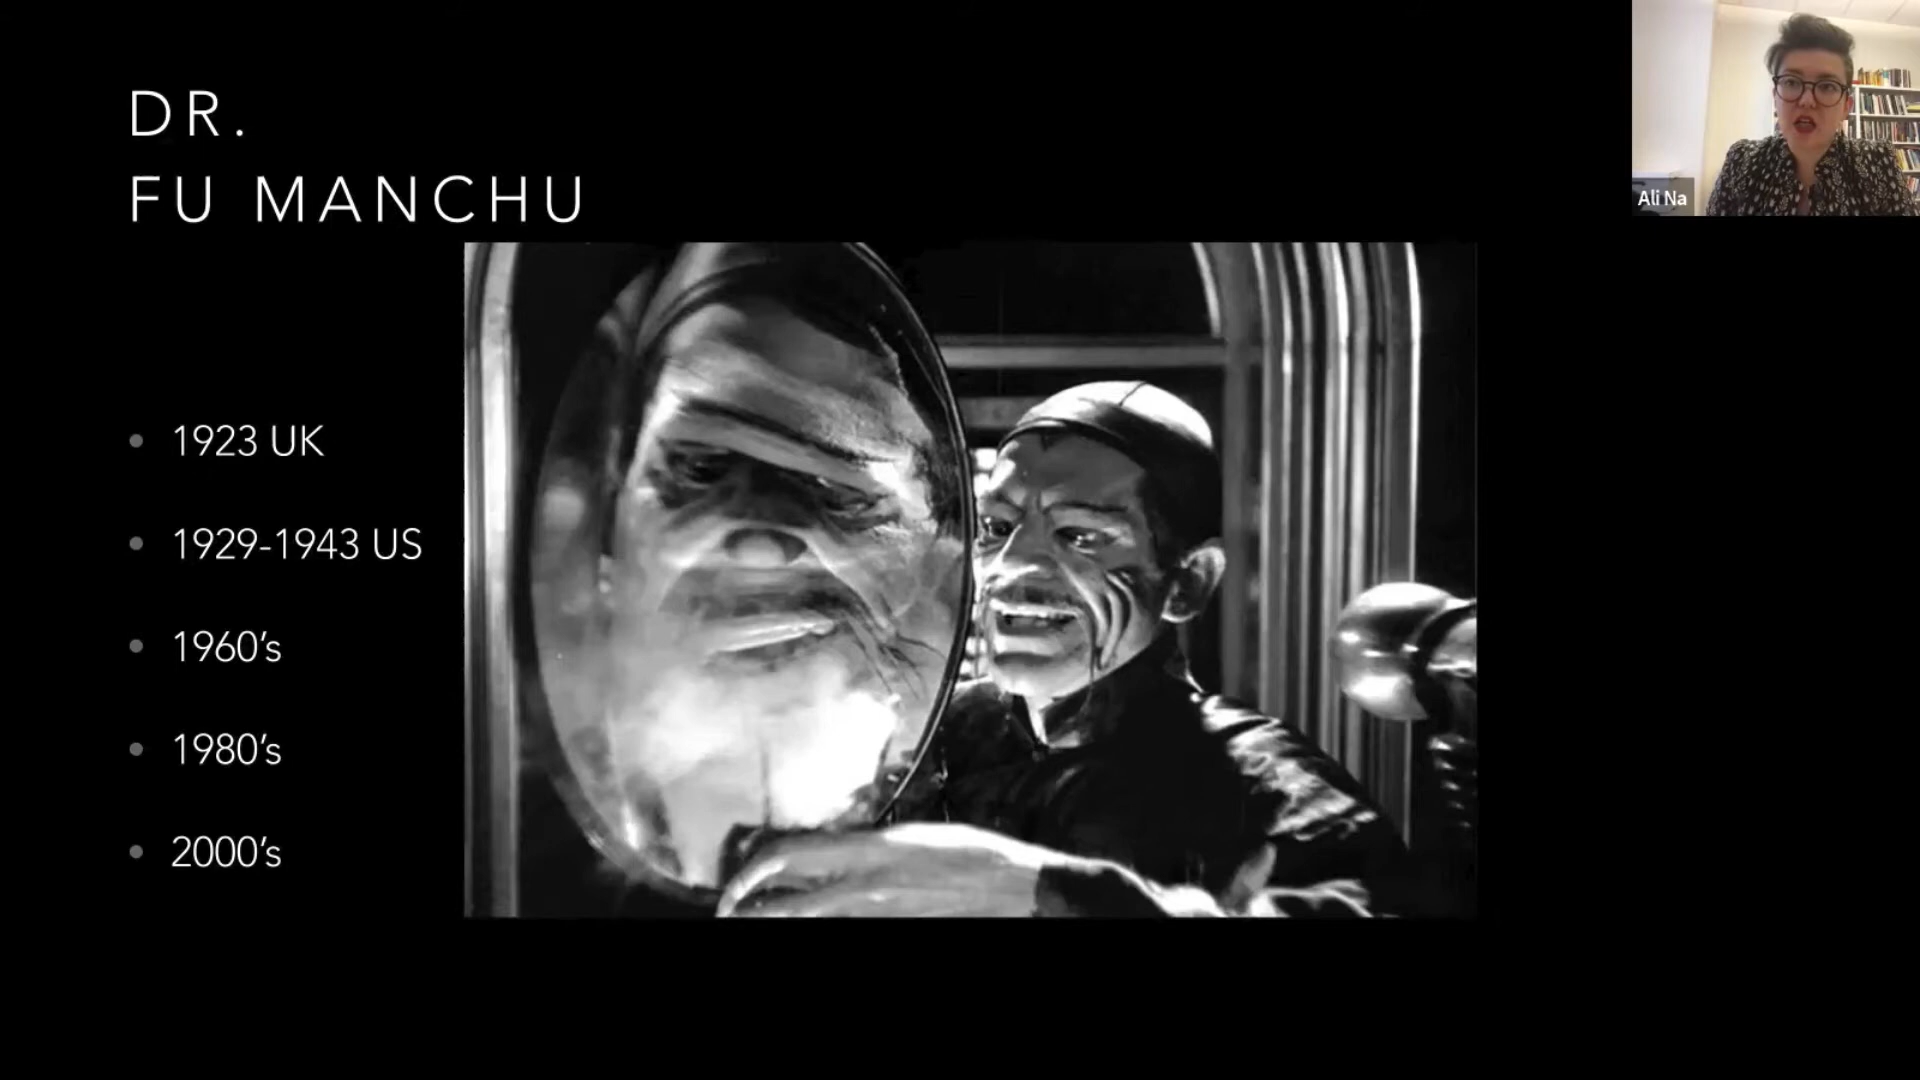 DR.
FU MANCHU
• 1923 UK
• 1929-1943 US
• 1960’s
• 1980’s
• 2000’s
Ali Na